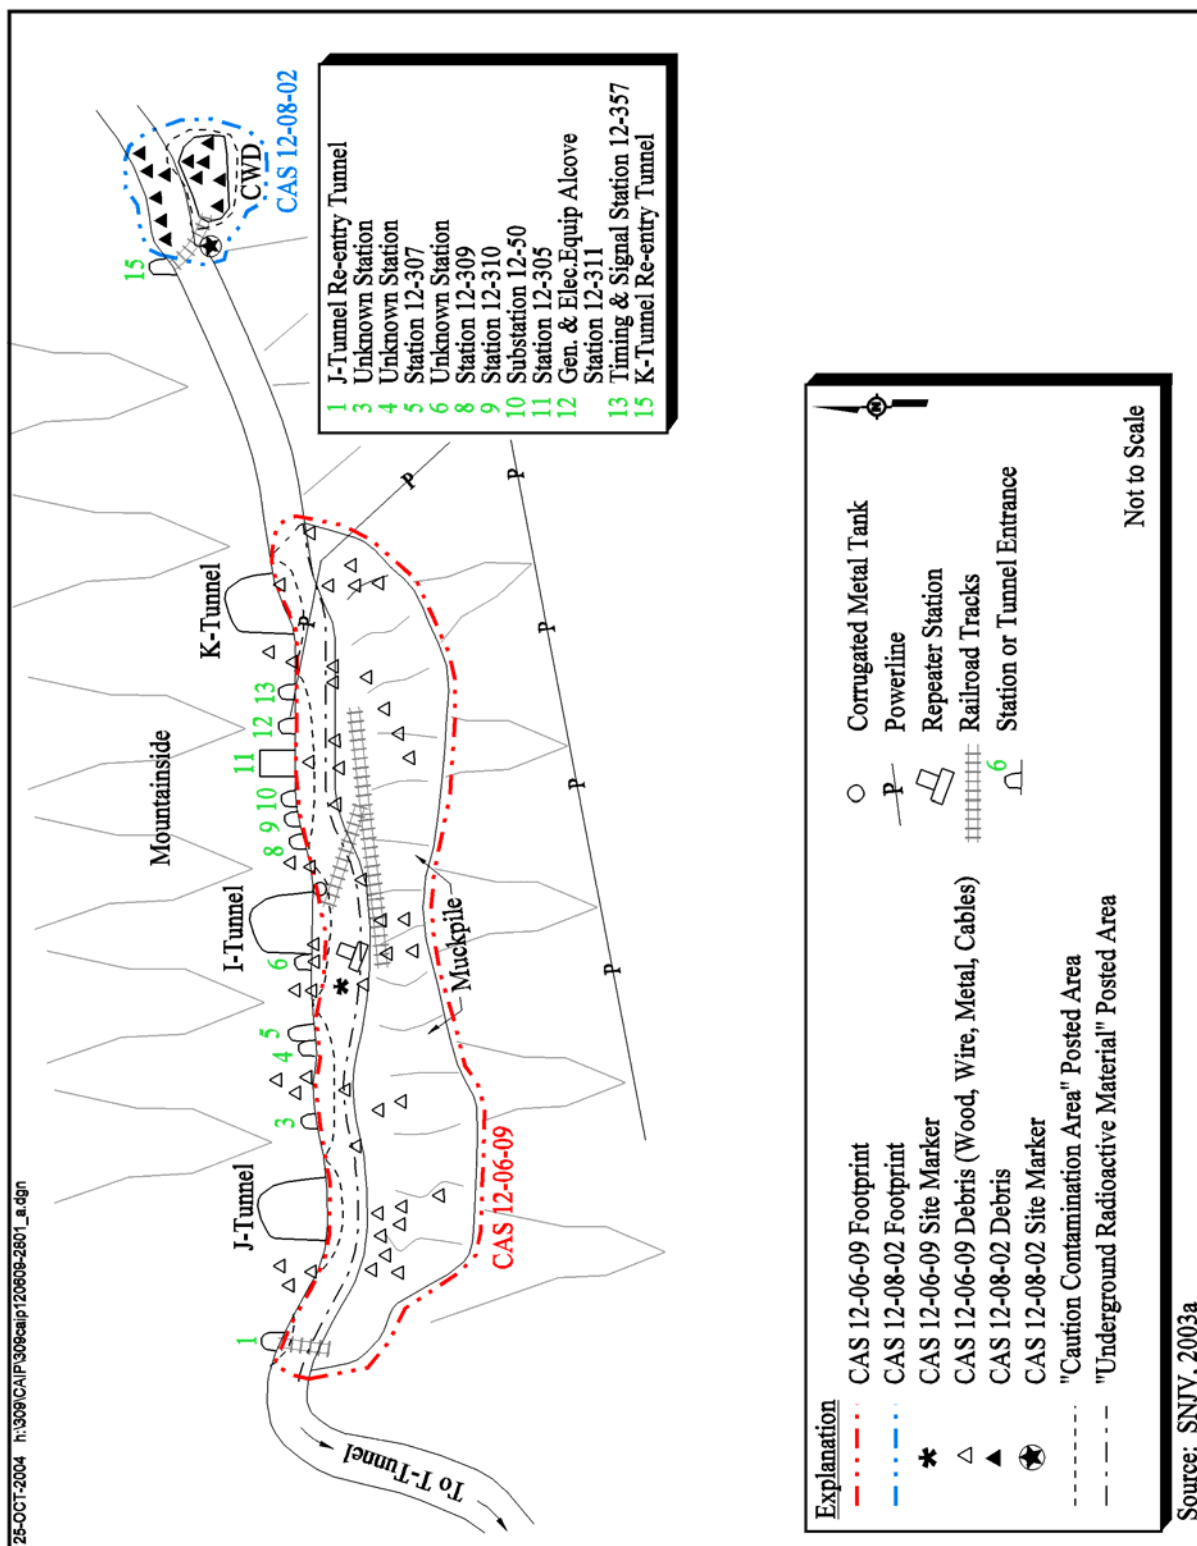 25-OCT-2004 h:\309\CAIP\309caip120609-2801_a.dgn
Mountainside
J-Tunnel
I-Tunnel
K-Tunnel
1
3
4
5
6
8
9
10
11
12
13
15
CWD
CAS 12-08-02
P
P
P
P
P
P
Muckpile
CAS 12-06-09
To T-Tunnel
1 J-Tunnel Re-entry Tunnel
3 Unknown Station
4 Unknown Station
5 Station 12-307
6 Unknown Station
8 Station 12-309
9 Station 12-310
10 Substation 12-50
11 Station 12-305
12 Gen. & Elec.Equip Alcove
Station 12-311
13 Timing & Signal Station 12-357
15 K-Tunnel Re-entry Tunnel
Explanation
CAS 12-06-09 Footprint
CAS 12-08-02 Footprint
CAS 12-06-09 Site Marker
CAS 12-06-09 Debris (Wood, Wire, Metal, Cables)
CAS 12-08-02 Debris
CAS 12-08-02 Site Marker
"Caution Contamination Area" Posted Area
"Underground Radioactive Material" Posted Area
Corrugated Metal Tank
P Powerline
Repeater Station
Railroad Tracks
6 Station or Tunnel Entrance
N
Not to Scale
Source: SNJV, 2003a